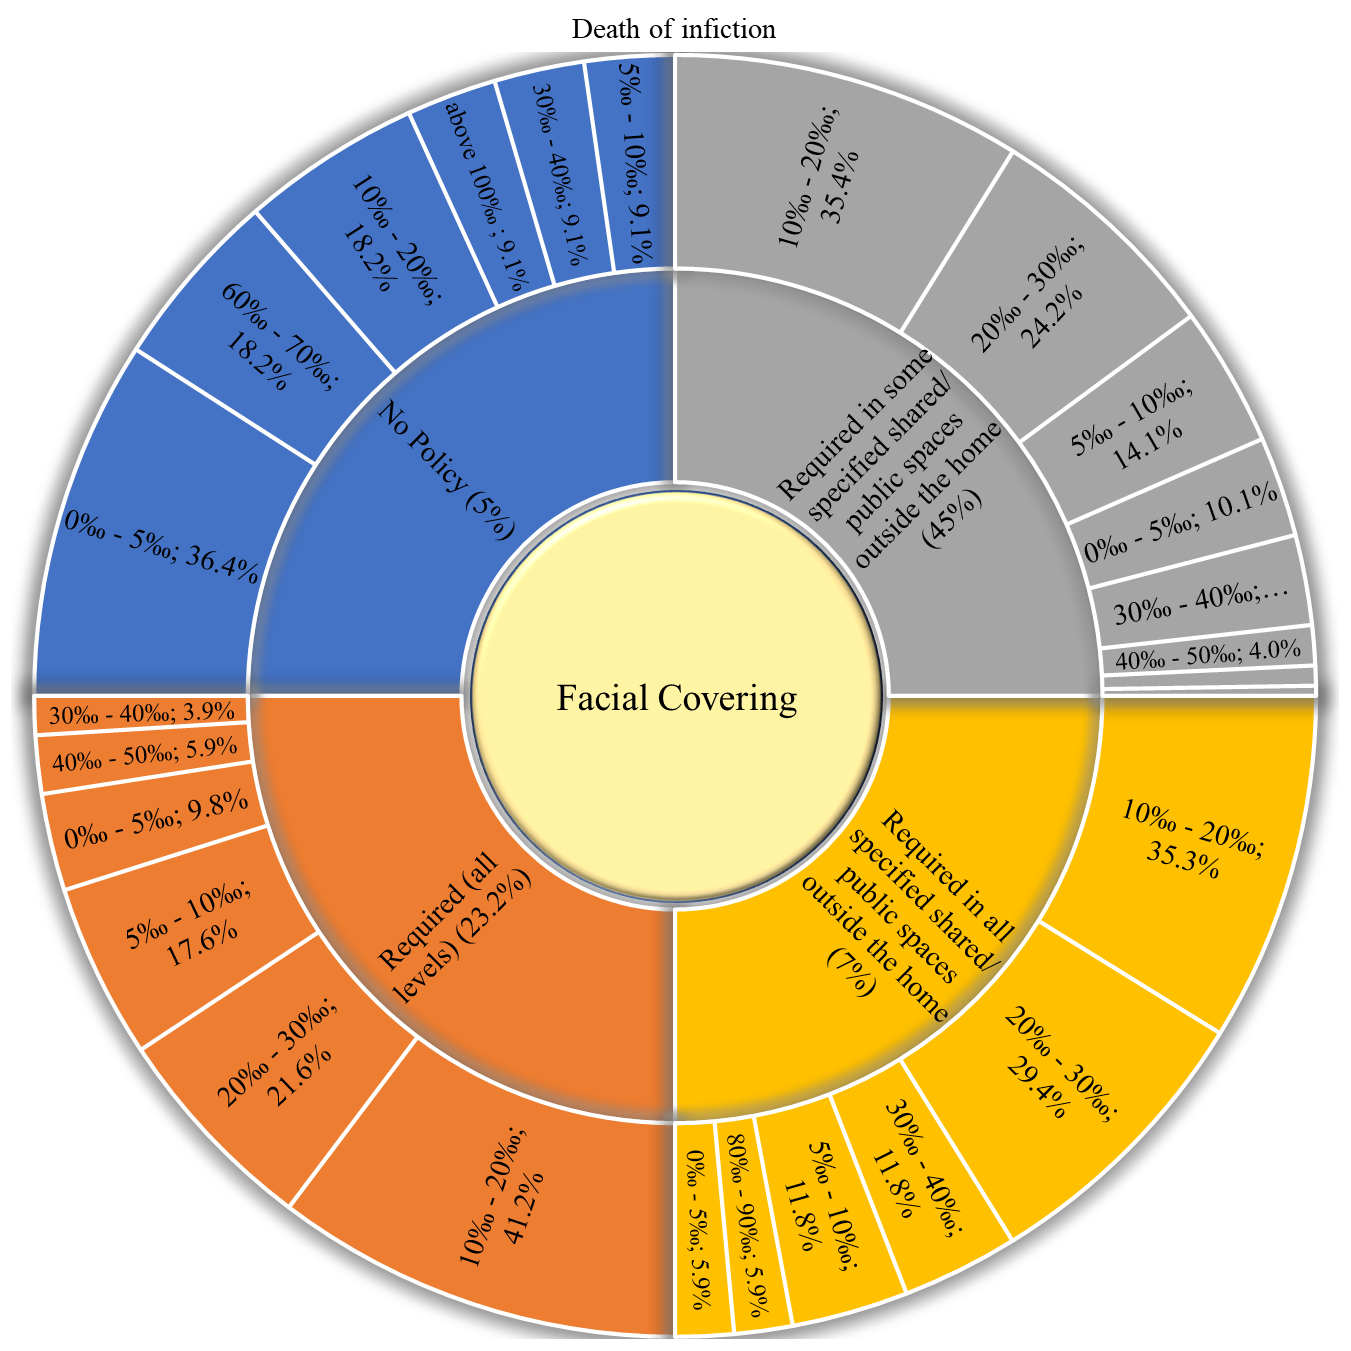 Death of infiction
10‰ - 20‰;
35.4%
20‰ - 30‰;
24.2%
5‰ - 10‰;
14.1%
0‰ - 5‰; 10.1%
30‰ - 40‰;…
40‰ - 50‰; 4.0%
Required in some
specified shared/
public spaces
outside the home
(45%)
10‰ - 20‰;
35.3%
20‰ - 30‰;
29.4%
30‰ - 40‰;
11.8%
5‰ - 10‰;
11.8%
80‰ - 90‰; 5.9%
0‰ - 5‰; 5.9%
Required in all
specified shared/
public spaces
outside the home
(7%)
10‰ - 20‰;
41.2%
20‰ - 30‰;
21.6%
5‰ - 10‰;
17.6%
0‰ - 5‰; 9.8%
40‰ - 50‰; 5.9%
30‰ - 40‰; 3.9%
Required (all
levels) (23.2%)
0‰ - 5‰; 36.4%
60‰ - 70‰;
18.2%
10‰ - 20‰;
18.2%
above 100‰ ; 9.1%
30‰ - 40‰; 9.1%
5‰ - 10‰; 9.1%
No Policy (5%)
Facial Covering